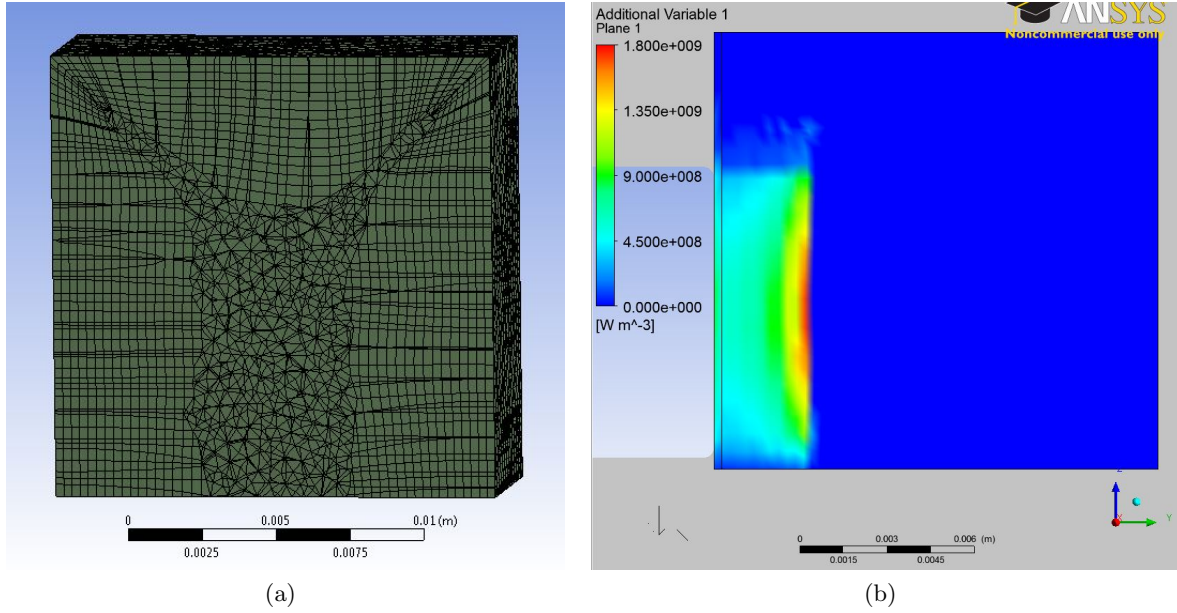 0
0.005
0.01 (m)
0.0025
0.0075
(a)
Additional Variable 1
Plane 1
1.800e+009
1.350e+009
9.000e+008
4.500e+008
0.000e+000
[W m^-3]
ANSYS
Noncommercial use only
Z
X
Y
0
0.003
0.006
(m)
0.0015
0.0045
(b)